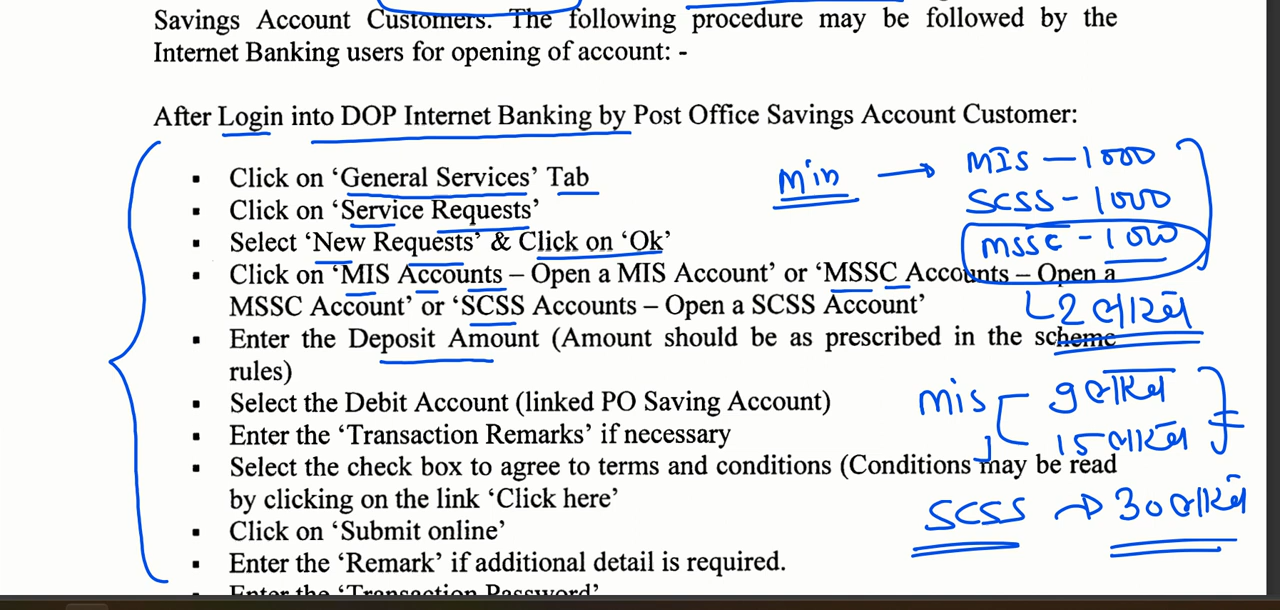 Savings Account Customers. The following procedure may be followed by the
Internet Banking users for opening of account: -
After Login into DOP Internet Banking by Post Office Savings Account Customer:
▪ Click on ‘General Services’ Tab
▪ Click on ‘Service Requests’
▪ Select ‘New Requests’ & Click on ‘Ok’
▪ Click on ‘MIS Accounts – Open a MIS Account’ or ‘MSSC Accounts – Open a
MSSC Account’ or ‘SCSS Accounts – Open a SCSS Account’
▪ Enter the Deposit Amount (Amount should be as prescribed in the scheme
rules)
▪ Select the Debit Account (linked PO Saving Account)
▪ Enter the ‘Transaction Remarks’ if necessary
▪ Select the check box to agree to terms and conditions (Conditions may be read
by clicking on the link ‘Click here’
▪ Click on ‘Submit online’
▪ Enter the ‘Remark’ if additional detail is required.
▪ Enter the ‘Transaction Password’
Min → MIS – 1000
SCSS – 1000
MSSC – 1000
2
MIS 9
15
SCSS → 30